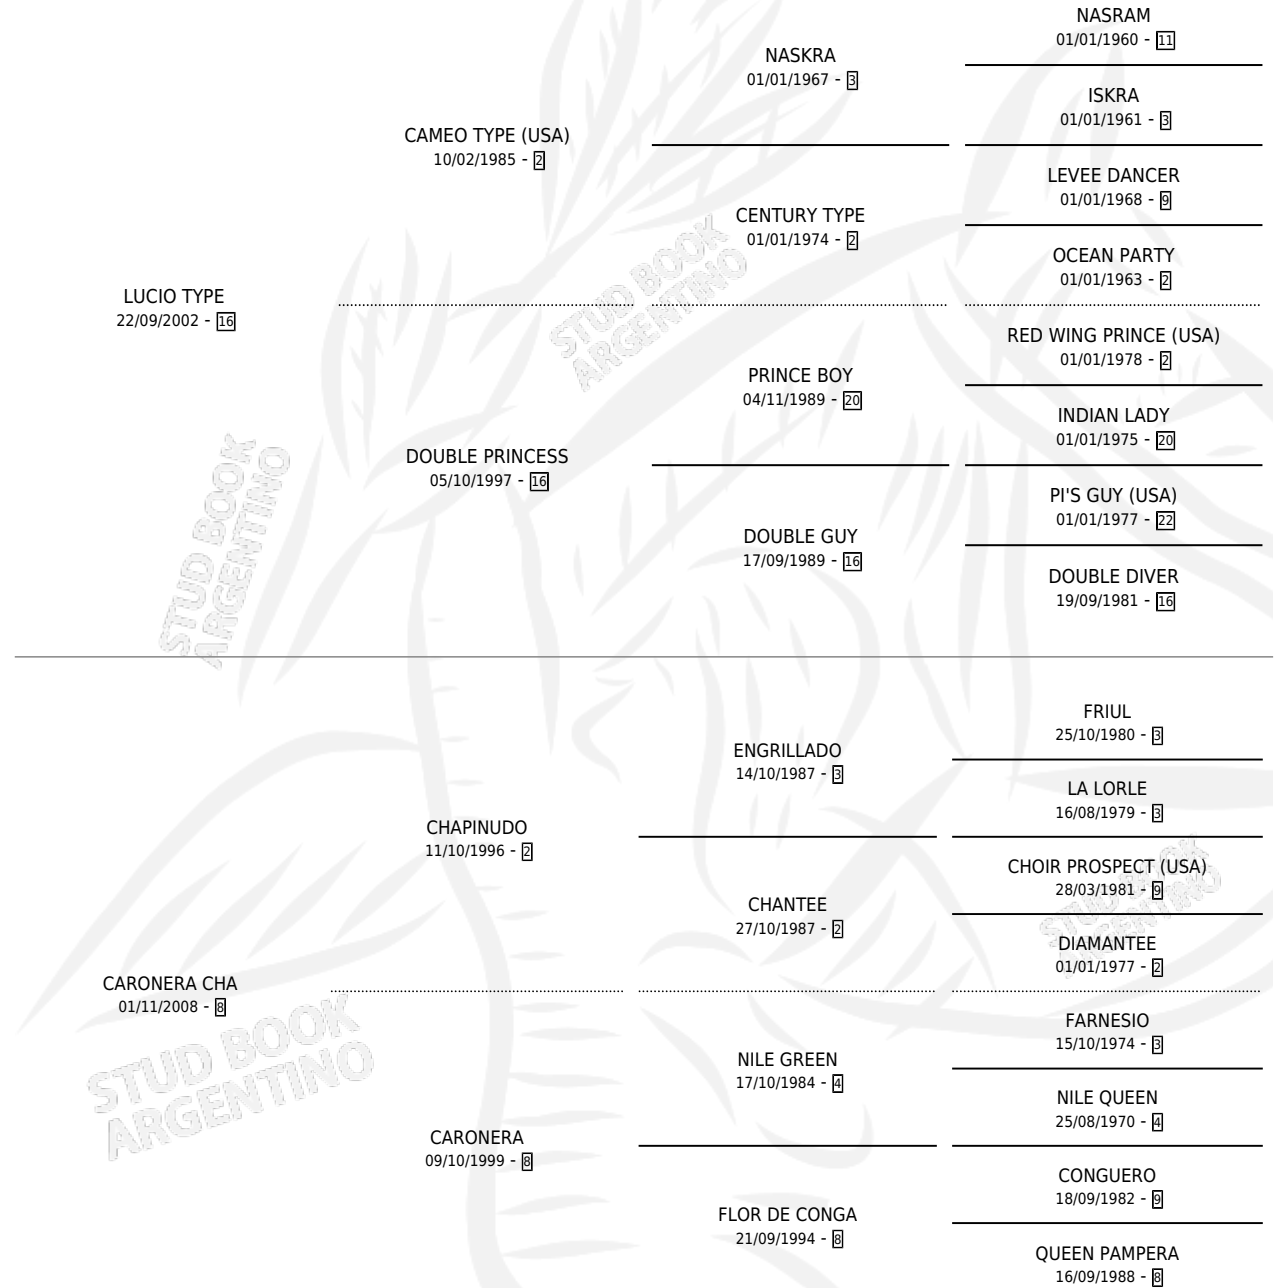 NASRAM
01/01/1960 - 11
NASKRA
01/01/1967 - 3
ISKRA
01/01/1961 - 3
CAMEO TYPE (USA)
10/02/1985 - 2
LEVEE DANCER
01/01/1968 - 9
CENTURY TYPE
01/01/1974 - 2
OCEAN PARTY
01/01/1963 - 2
LUCIO TYPE
22/09/2002 - 16
STUD BOOK
ARGENTINO
RED WING PRINCE (USA)
01/01/1978 - 2
PRINCE BOY
04/11/1989 - 20
INDIAN LADY
01/01/1975 - 20
DOUBLE PRINCESS
05/10/1997 - 16
PI'S GUY (USA)
01/01/1977 - 22
DOUBLE GUY
17/09/1989 - 16
DOUBLE DIVER
19/09/1981 - 16
STUD BOOK
ARGENTINO
FRIUL
25/10/1980 - 3
ENGRILLADO
14/10/1987 - 3
LA LORLE
16/08/1979 - 3
CHAPINUDO
11/10/1996 - 2
CHOIR PROSPECT (USA)
28/03/1981 - 9
CHANTEE
27/10/1987 - 2
STUD BOOK
ARGENTINO
DIAMANTEE
01/01/1977 - 2
CARONERA CHA
01/11/2008 - 8
FARNESIO
15/10/1974 - 3
NILE GREEN
17/10/1984 - 4
STUD BOOK
ARGENTINO
NILE QUEEN
25/08/1970 - 4
CARONERA
09/10/1999 - 8
CONGUERO
18/09/1982 - 9
FLOR DE CONGA
21/09/1994 - 8
QUEEN PAMPERA
16/09/1988 - 8